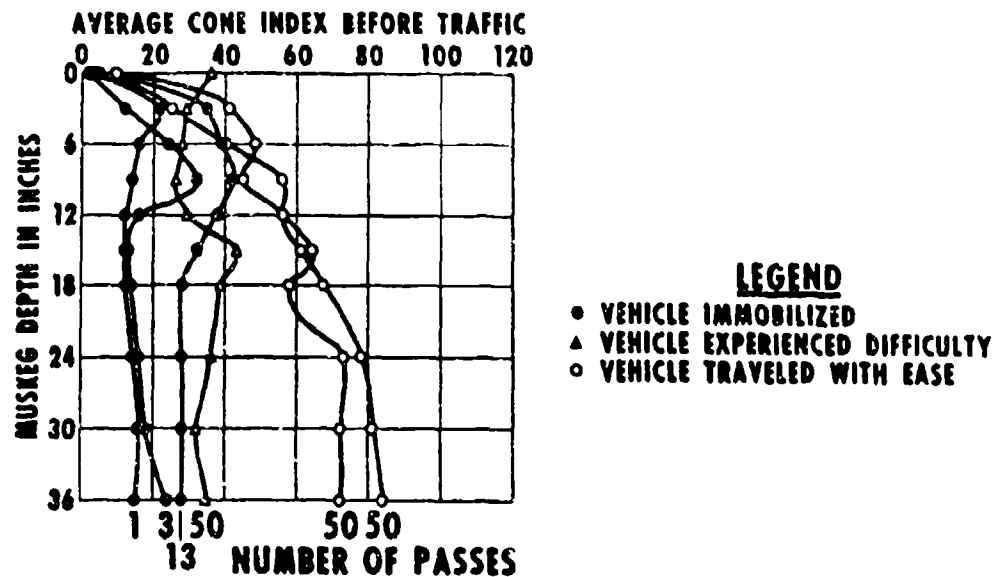 AVERAGE CONE INDEX BEFORE TRAFFIC
0 20 40 60 80 100 120
MUSKEG DEPTH IN INCHES
0
6
12
18
24
30
36
1 3 50 50 50
13
NUMBER OF PASSES
LEGEND
VEHICLE IMMOBILIZED
VEHICLE EXPERIENCED DIFFICULTY
VEHICLE TRAVELED WITH EASE